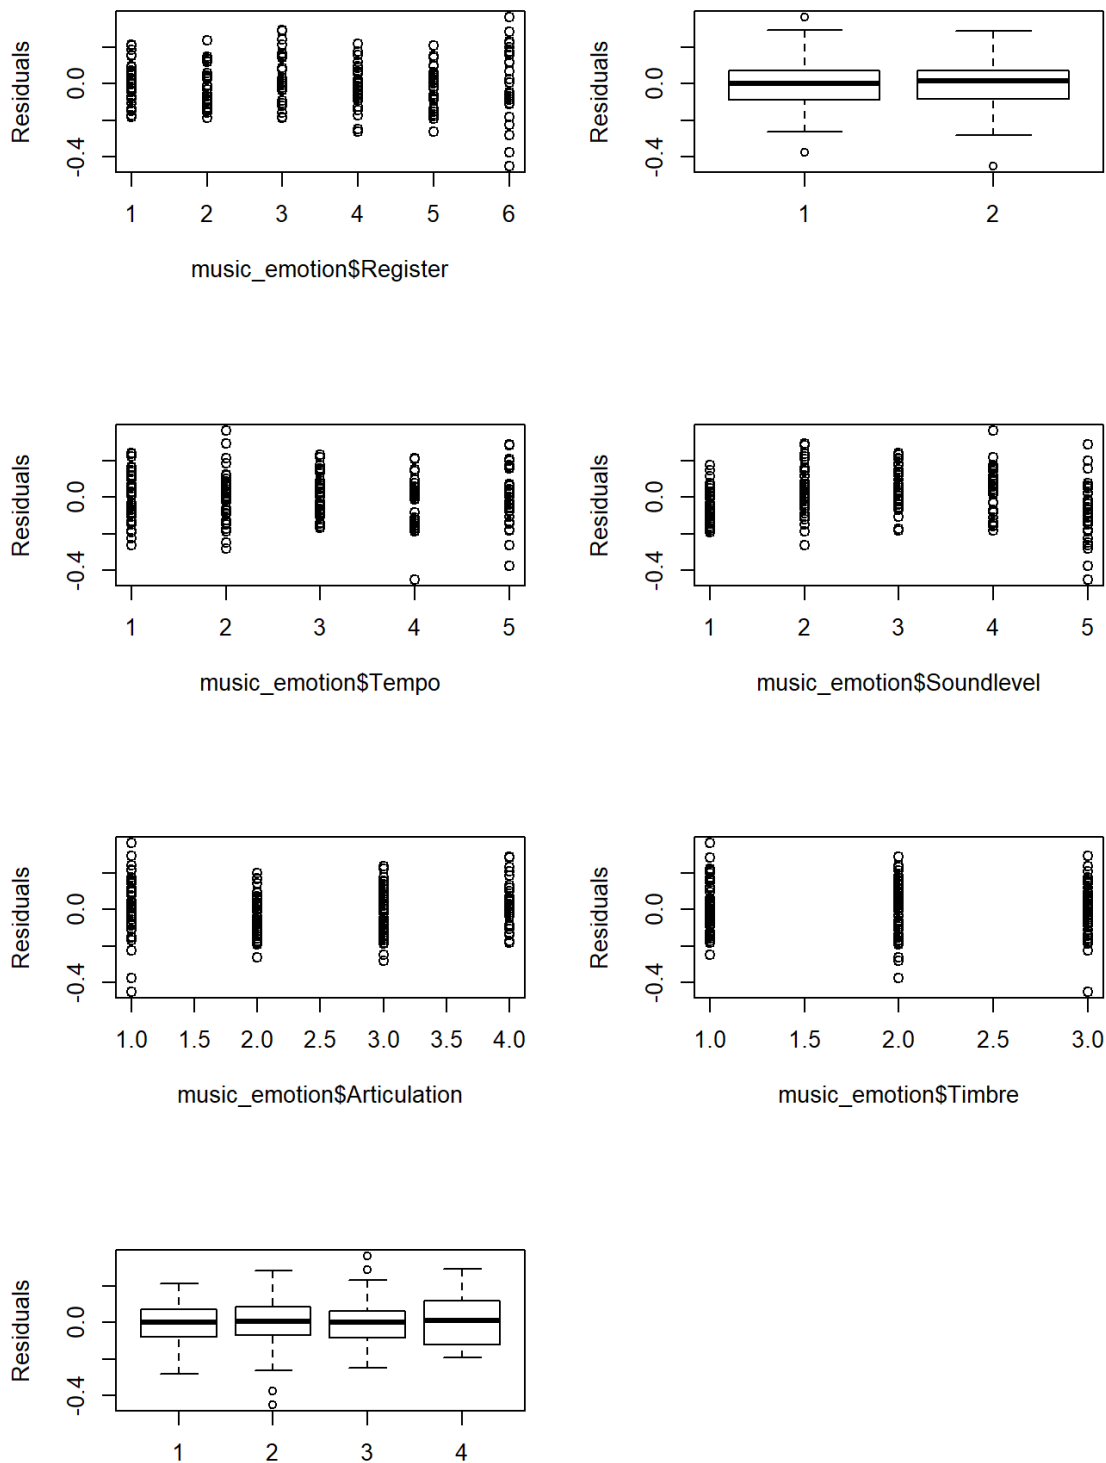 Residuals
0.0
-0.4
1 2 3 4 5 6
music_emotion$Register
Residuals
0.0
-0.4
1 2
Residuals
0.0
-0.4
1 2 3 4 5
music_emotion$Tempo
Residuals
0.0
-0.4
1 2 3 4 5
music_emotion$Soundlevel
Residuals
0.0
-0.4
1.0 1.5 2.0 2.5 3.0 3.5 4.0
music_emotion$Articulation
Residuals
0.0
-0.4
1.0 1.5 2.0 2.5 3.0
music_emotion$Timbre
Residuals
0.0
-0.4
1 2 3 4